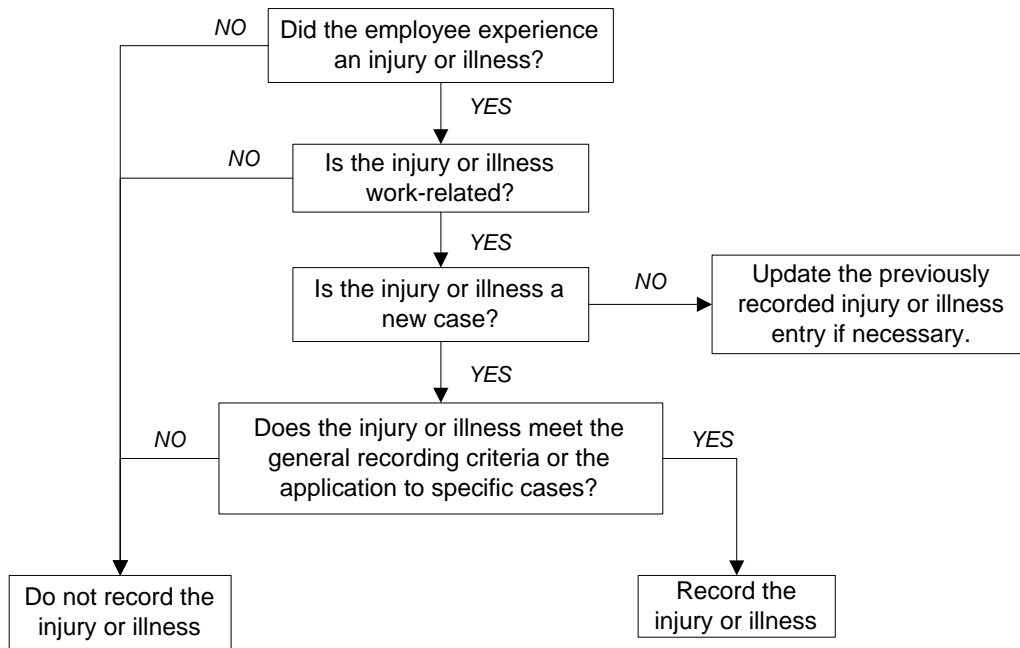 NO
Did the employee experience
an injury or illness?
YES
NO
Is the injury or illness
work-related?
YES
Is the injury or illness a
new case?
NO
Update the previously
recorded injury or illness
entry if necessary.
YES
NO
Does the injury or illness meet the
general recording criteria or the
application to specific cases?
YES
Do not record the
injury or illness
Record the
injury or illness